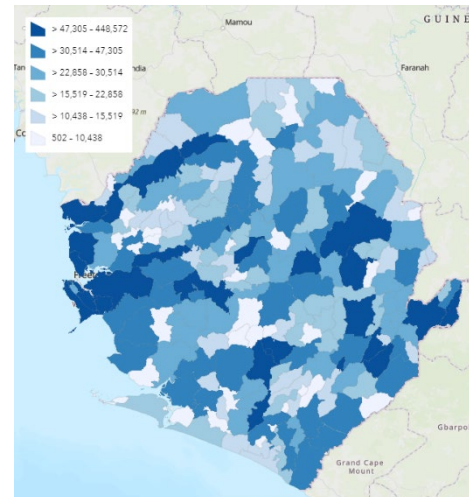 > 47,305 - 448,572
> 30,514 - 47,305
> 22,858 - 30,514
> 15,519 - 22,858
> 10,438 - 15,519
502 - 10,438
Mamou
GUINE
Faranah
Gbarpol
Grand Cape
Mount